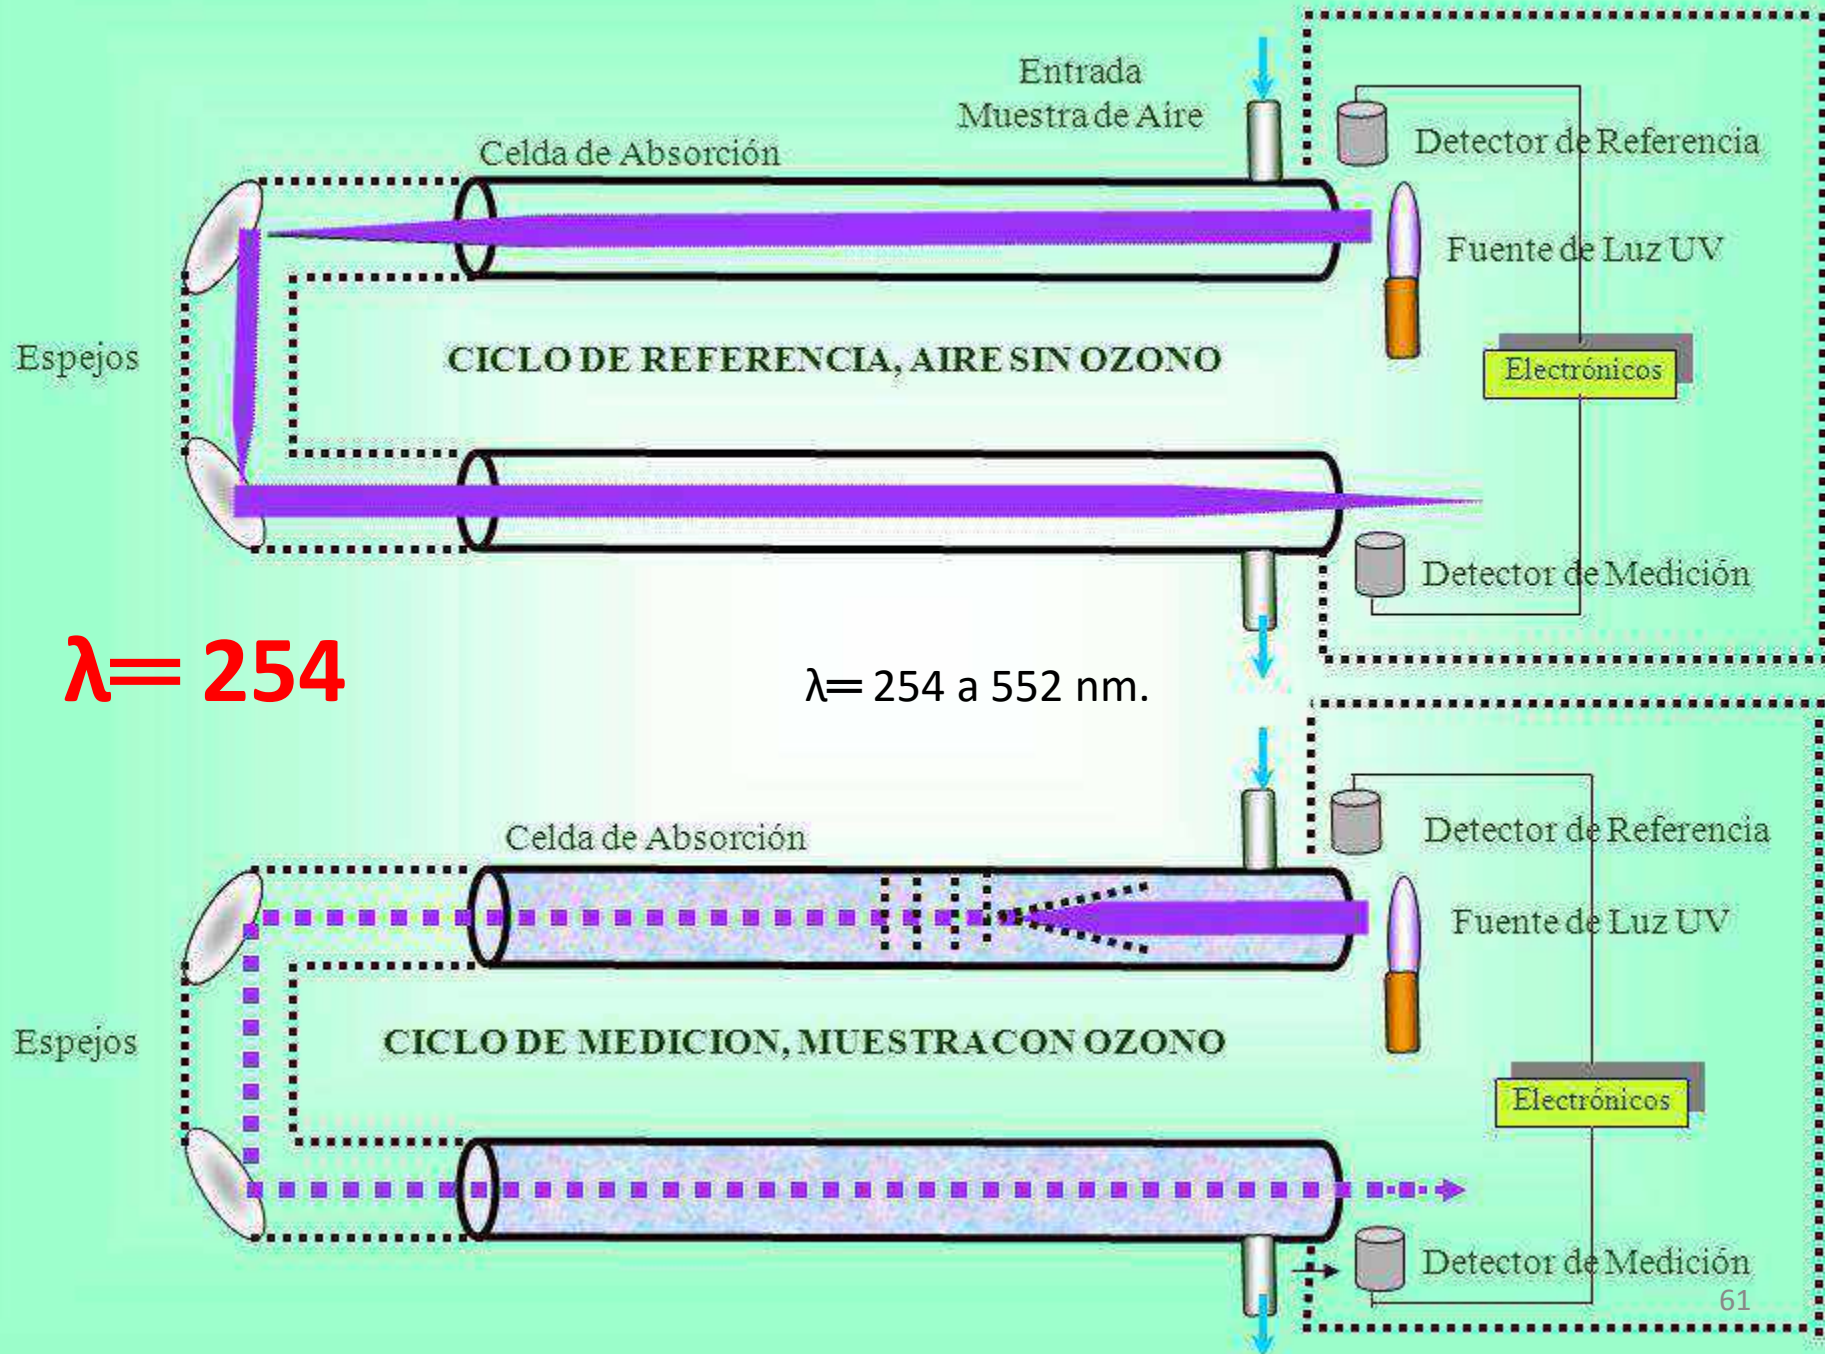 Entrada
Muestra de Aire
Detector de Referencia
Celda de Absorción
Fuente de Luz UV
Espejos
CICLO DE REFERENCIA, AIRE SIN OZONO
Electrónicos
Detector de Medición
λ= 254
λ= 254 a 552 nm.
Celda de Absorción
Detector de Referencia
Fuente de Luz UV
Espejos
CICLO DE MEDICION, MUESTRA CON OZONO
Electrónicos
Detector de Medición
61